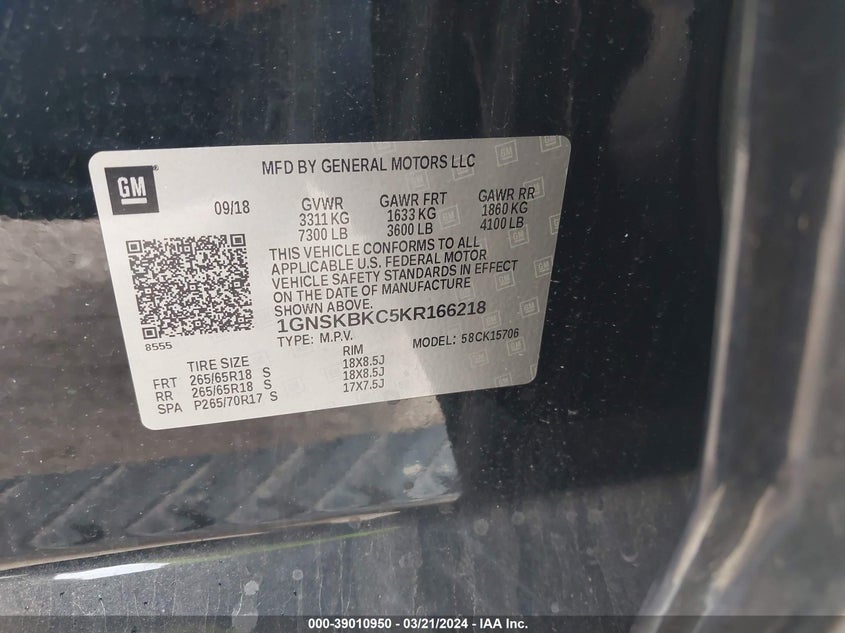 GM
MFD BY GENERAL MOTORS LLC
09/18
GVWR GAWR FRT GAWR RR
3311 KG 1633 KG 1860 KG
7300 LB 3600 LB 4100 LB
THIS VEHICLE CONFORMS TO ALL
APPLICABLE U.S. FEDERAL MOTOR
VEHICLE SAFETY STANDARDS IN EFFECT
ON THE DATE OF MANUFACTURE
SHOWN ABOVE.
1GNSKBKC5KR166218
8555
TYPE: M.P.V. MODEL: 58CK15706
TIRE SIZE RIM
FRT 265/65R18 S 18X8.5J
RR 265/65R18 S 18X8.5J
SPA P265/70R17 S 17X7.5J
000-39010950 - 03/21/2024 - IAA Inc.